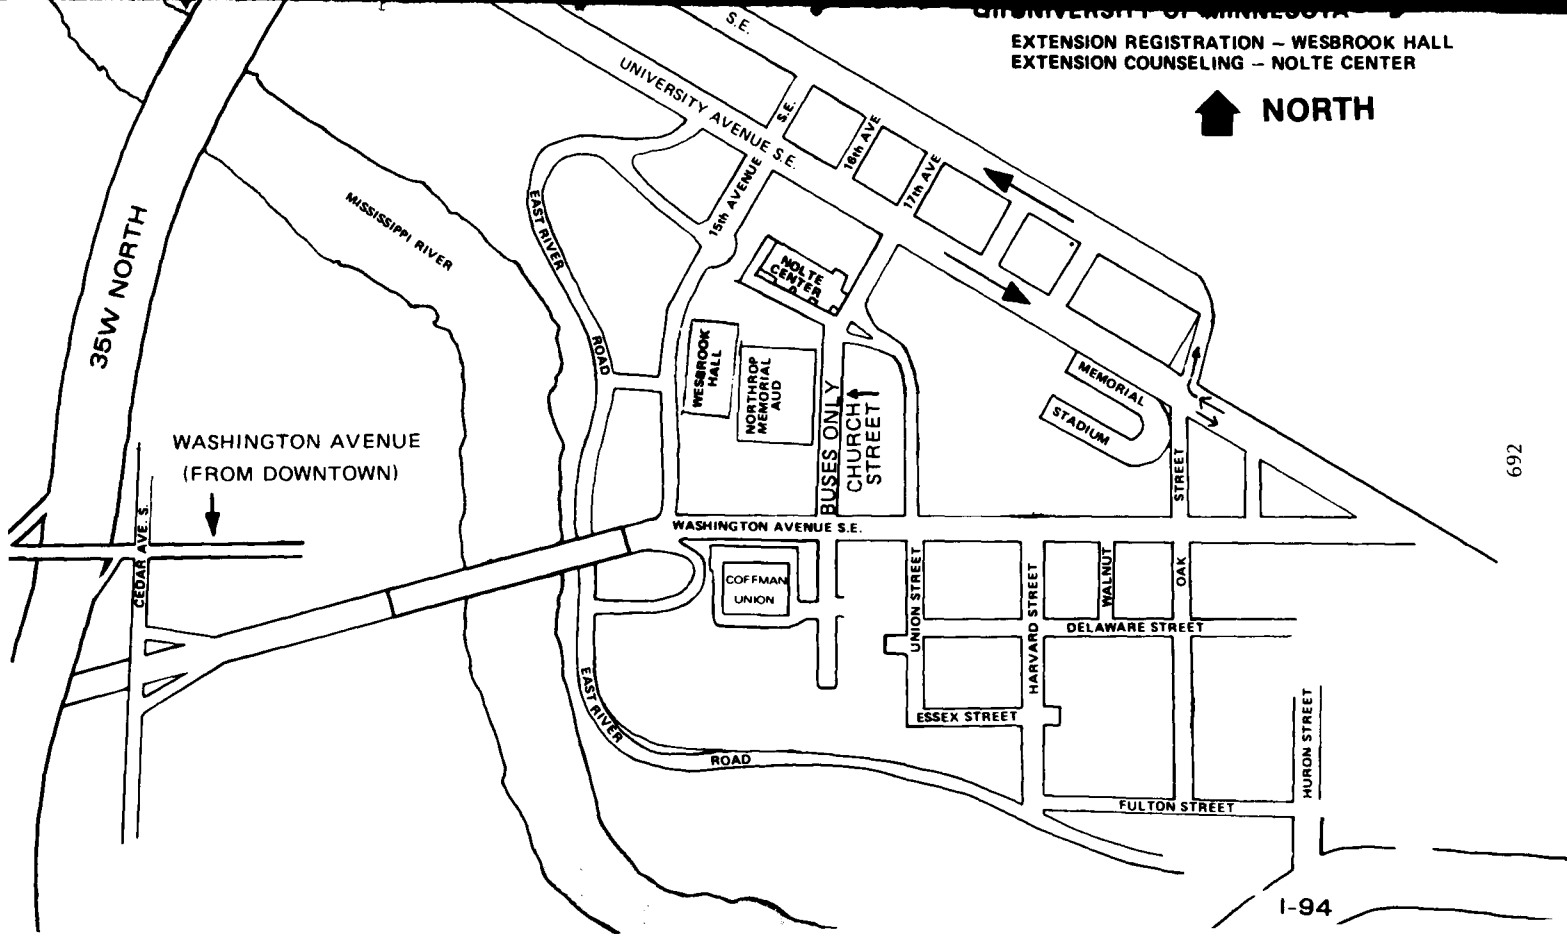 UNIVERSITY OF MINNESOTA
EXTENSION REGISTRATION – WESBROOK HALL
EXTENSION COUNSELING – NOLTE CENTER
NORTH
S.E.
UNIVERSITY AVENUE S.E.
S.E.
16th AVE
17th AVE
15th AVENUE
MISSISSIPPI RIVER
EAST RIVER
ROAD
35W NORTH
NOLTE
CENTER
WESBROOK
HALL
NORTHROP
MEMORIAL
AUD
BUSES ONLY
CHURCH
STREET
MEMORIAL
STADIUM
STREET
OAK
692
WASHINGTON AVENUE
(FROM DOWNTOWN)
CEDAR AVE. S.
WASHINGTON AVENUE S.E.
COFFMAN
UNION
UNION STREET
HARVARD STREET
WALNUT
DELAWARE STREET
ESSEX STREET
EAST RIVER
ROAD
FULTON STREET
HURON STREET
I-94